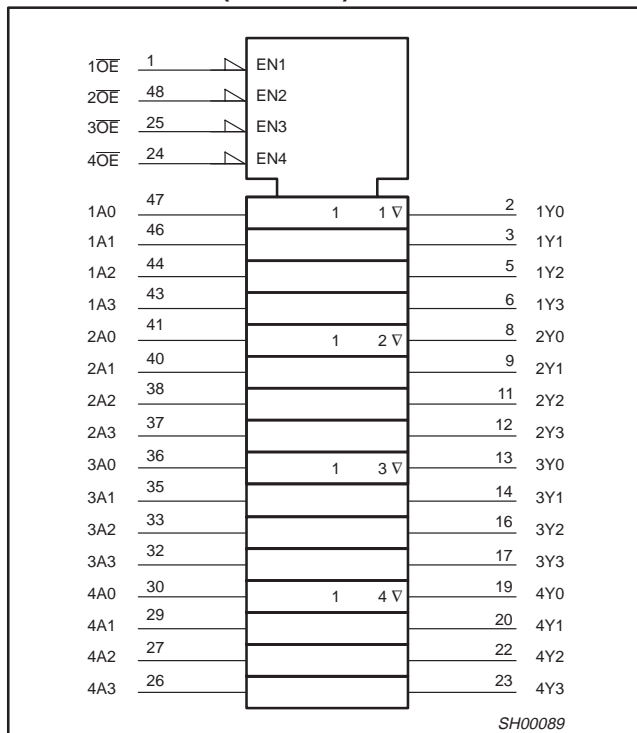 1O̅E̅ 1 EN1
2O̅E̅ 48 EN2
3O̅E̅ 25 EN3
4O̅E̅ 24 EN4
1A0 47 1 1 ∇ 2 1Y0
1A1 46 3 1Y1
1A2 44 5 1Y2
1A3 43 6 1Y3
2A0 41 1 2 ∇ 8 2Y0
2A1 40 9 2Y1
2A2 38 11 2Y2
2A3 37 12 2Y3
3A0 36 1 3 ∇ 13 3Y0
3A1 35 14 3Y1
3A2 33 16 3Y2
3A3 32 17 3Y3
4A0 30 1 4 ∇ 19 4Y0
4A1 29 20 4Y1
4A2 27 22 4Y2
4A3 26 23 4Y3
SH00089